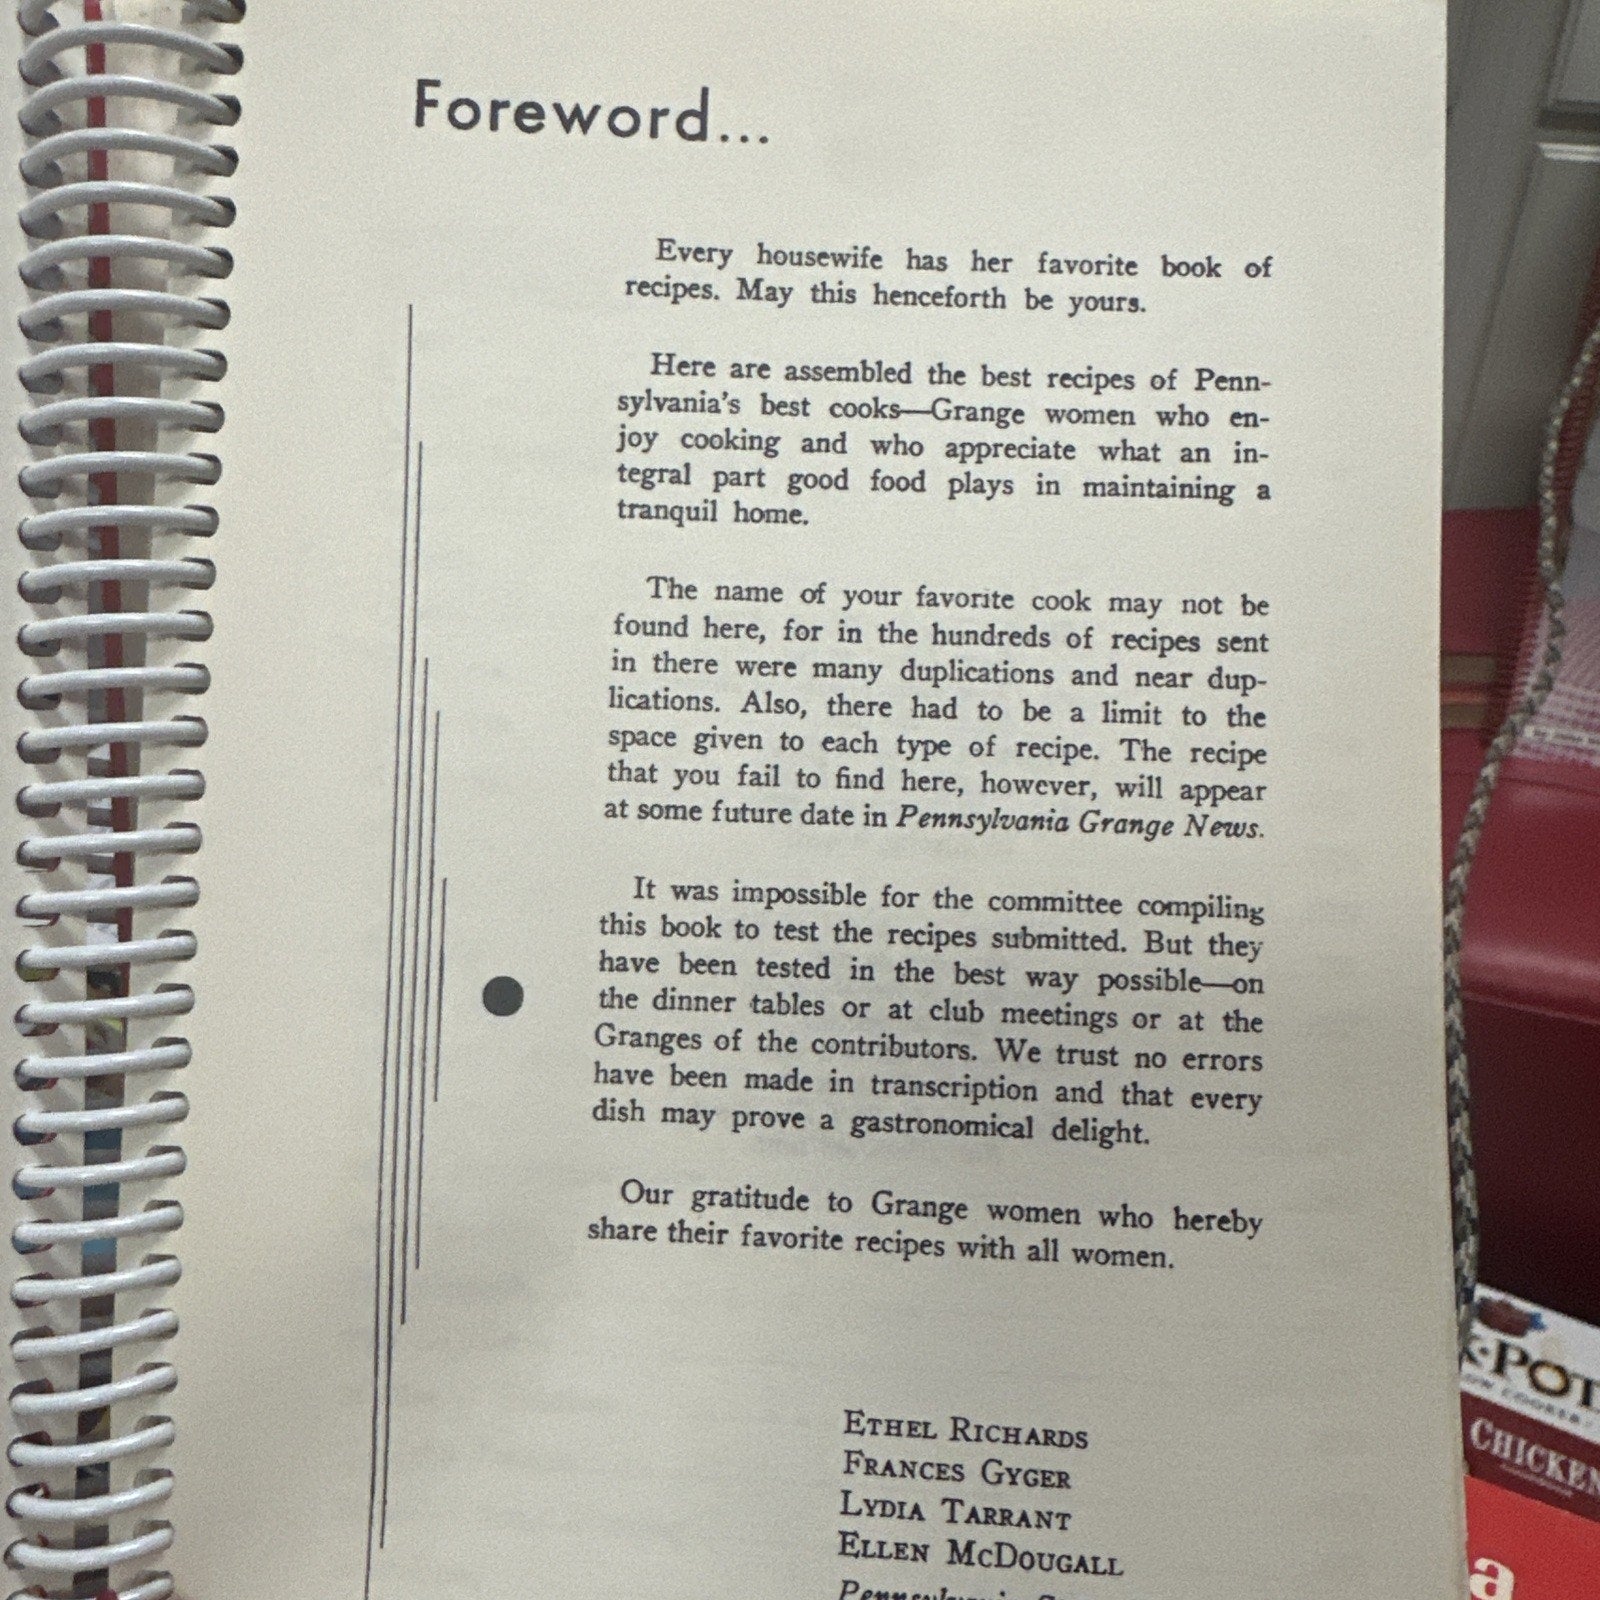 Foreword...
Every housewife has her favorite book of
recipes. May this henceforth be yours.
Here are assembled the best recipes of Penn-
sylvania's best cooks—Grange women who en-
joy cooking and who appreciate what an in-
tegral part good food plays in maintaining a
tranquil home.
The name of your favorite cook may not be
found here, for in the hundreds of recipes sent
in there were many duplications and near dup-
lications. Also, there had to be a limit to the
space given to each type of recipe. The recipe
that you fail to find here, however, will appear
at some future date in Pennsylvania Grange News.
It was impossible for the committee compiling
this book to test the recipes submitted. But they
have been tested in the best way possible—on
the dinner tables or at club meetings or at the
Granges of the contributors. We trust no errors
have been made in transcription and that every
dish may prove a gastronomical delight.
Our gratitude to Grange women who hereby
share their favorite recipes with all women.
ETHEL RICHARDS
FRANCES GYGER
LYDIA TARRANT
ELLEN MCDOUGALL
Pennsylvania
K•POT
CHICKEN
a